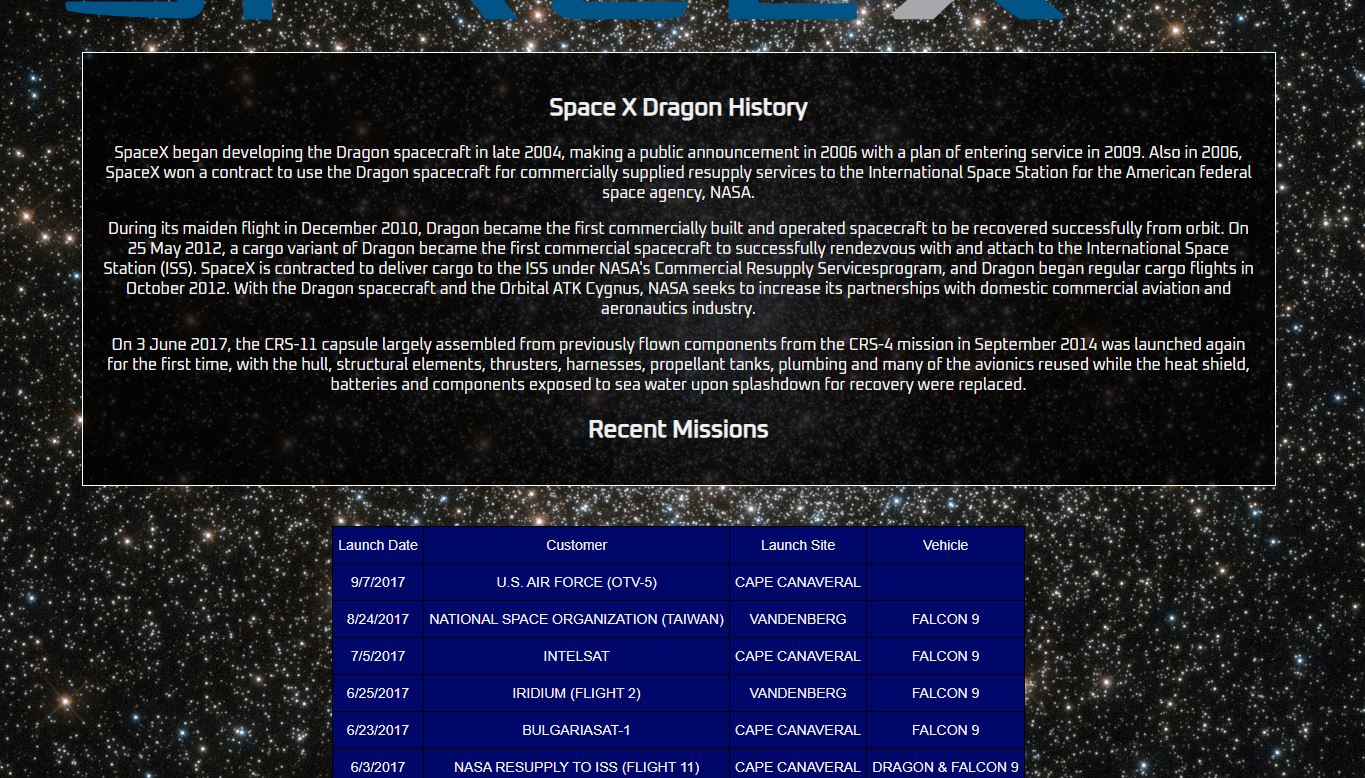 Space X Dragon History
SpaceX began developing the Dragon spacecraft in late 2004, making a public announcement in 2006 with a plan of entering service in 2009. Also in 2006,
SpaceX won a contract to use the Dragon spacecraft for commercially supplied resupply services to the International Space Station for the American federal
space agency, NASA.
During its maiden flight in December 2010, Dragon became the first commercially built and operated spacecraft to be recovered successfully from orbit. On
25 May 2012, a cargo variant of Dragon became the first commercial spacecraft to successfully rendezvous with and attach to the International Space
Station (ISS). SpaceX is contracted to deliver cargo to the ISS under NASA's Commercial Resupply Servicesprogram, and Dragon began regular cargo flights in
October 2012. With the Dragon spacecraft and the Orbital ATK Cygnus, NASA seeks to increase its partnerships with domestic commercial aviation and
aeronautics industry.
On 3 June 2017, the CRS-11 capsule largely assembled from previously flown components from the CRS-4 mission in September 2014 was launched again
for the first time, with the hull, structural elements, thrusters, harnesses, propellant tanks, plumbing and many of the avionics reused while the heat shield,
batteries and components exposed to sea water upon splashdown for recovery were replaced.
Recent Missions
Launch Date Customer Launch Site Vehicle
9/7/2017 U.S. AIR FORCE (OTV-5) CAPE CANAVERAL
8/24/2017 NATIONAL SPACE ORGANIZATION (TAIWAN) VANDENBERG FALCON 9
7/5/2017 INTELSAT CAPE CANAVERAL FALCON 9
6/25/2017 IRIDIUM (FLIGHT 2) VANDENBERG FALCON 9
6/23/2017 BULGARIASAT-1 CAPE CANAVERAL FALCON 9
6/3/2017 NASA RESUPPLY TO ISS (FLIGHT 11) CAPE CANAVERAL DRAGON & FALCON 9